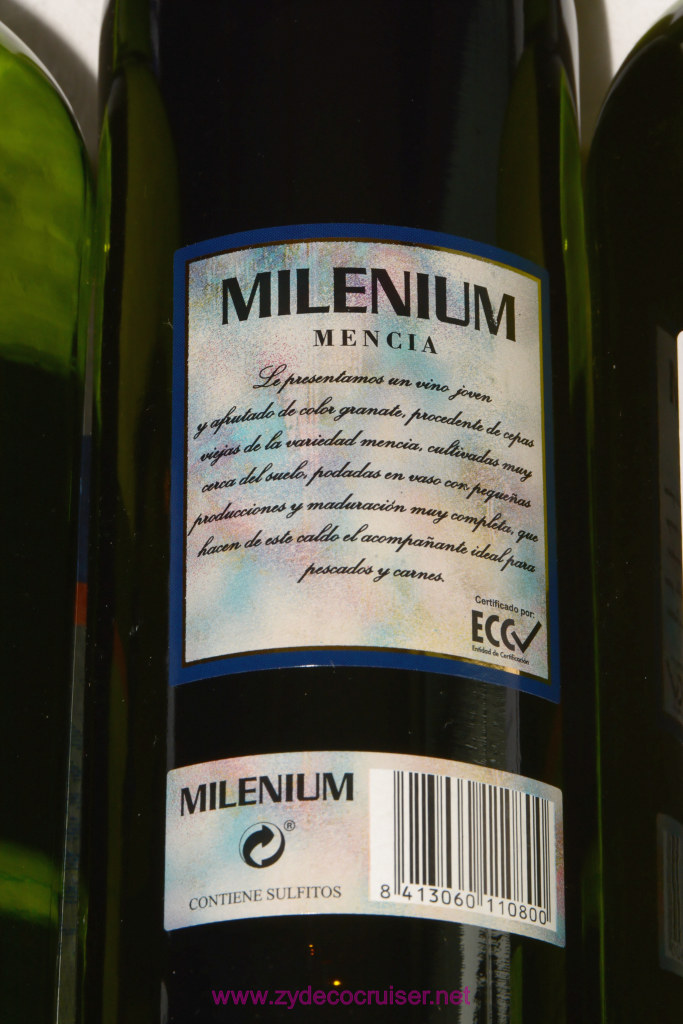 MILENIUM
MENCIA
Le presentamos un vino joven
y afrutado de color granate, procedente de cepas
viejas de la variedad mencia, cultivadas muy
cerca del suelo, podadas en vaso con pequeñas
producciones y maduración muy completa, que
hacen de este caldo el acompañante ideal para
pescados y carnes.
Certificado por:
ECCV
Entidad de Certificación
MILENIUM
®
CONTIENE SULFITOS
8 413060 110800
www.zydecocruiser.net